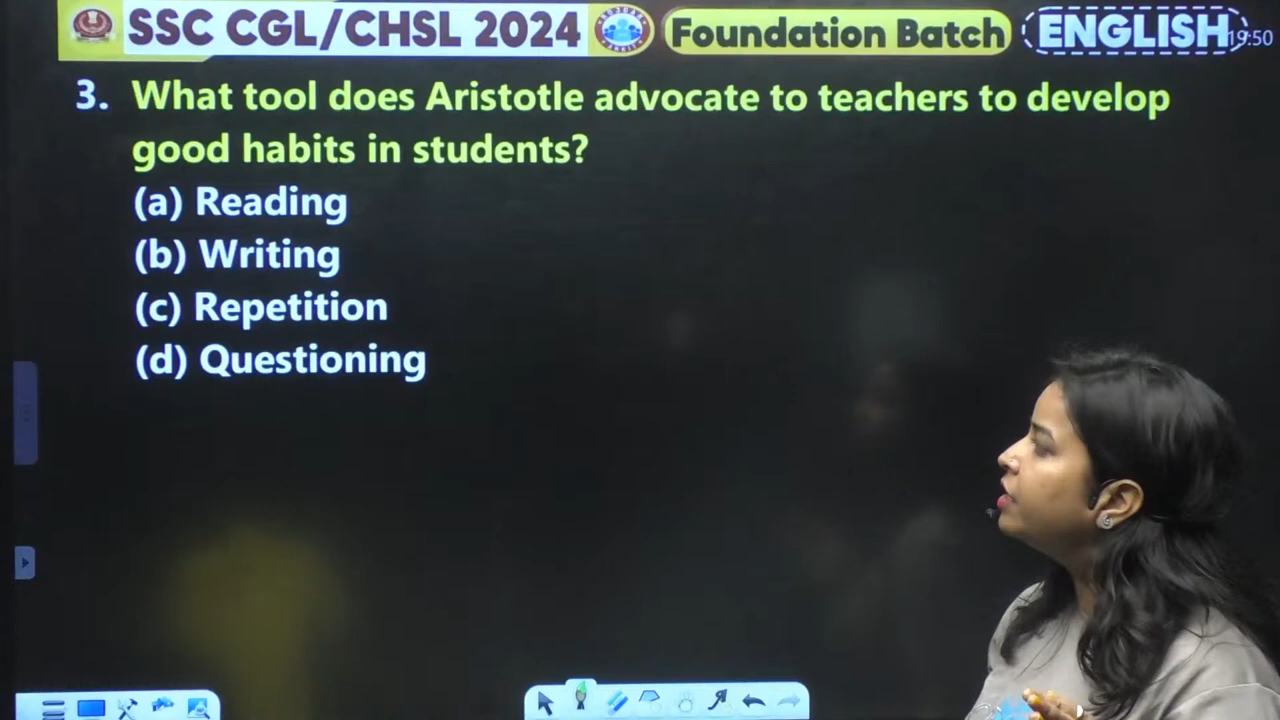 SSC CGL/CHSL 2024 Foundation Batch ENGLISH 19:50
3. What tool does Aristotle advocate to teachers to develop
good habits in students?
(a) Reading
(b) Writing
(c) Repetition
(d) Questioning